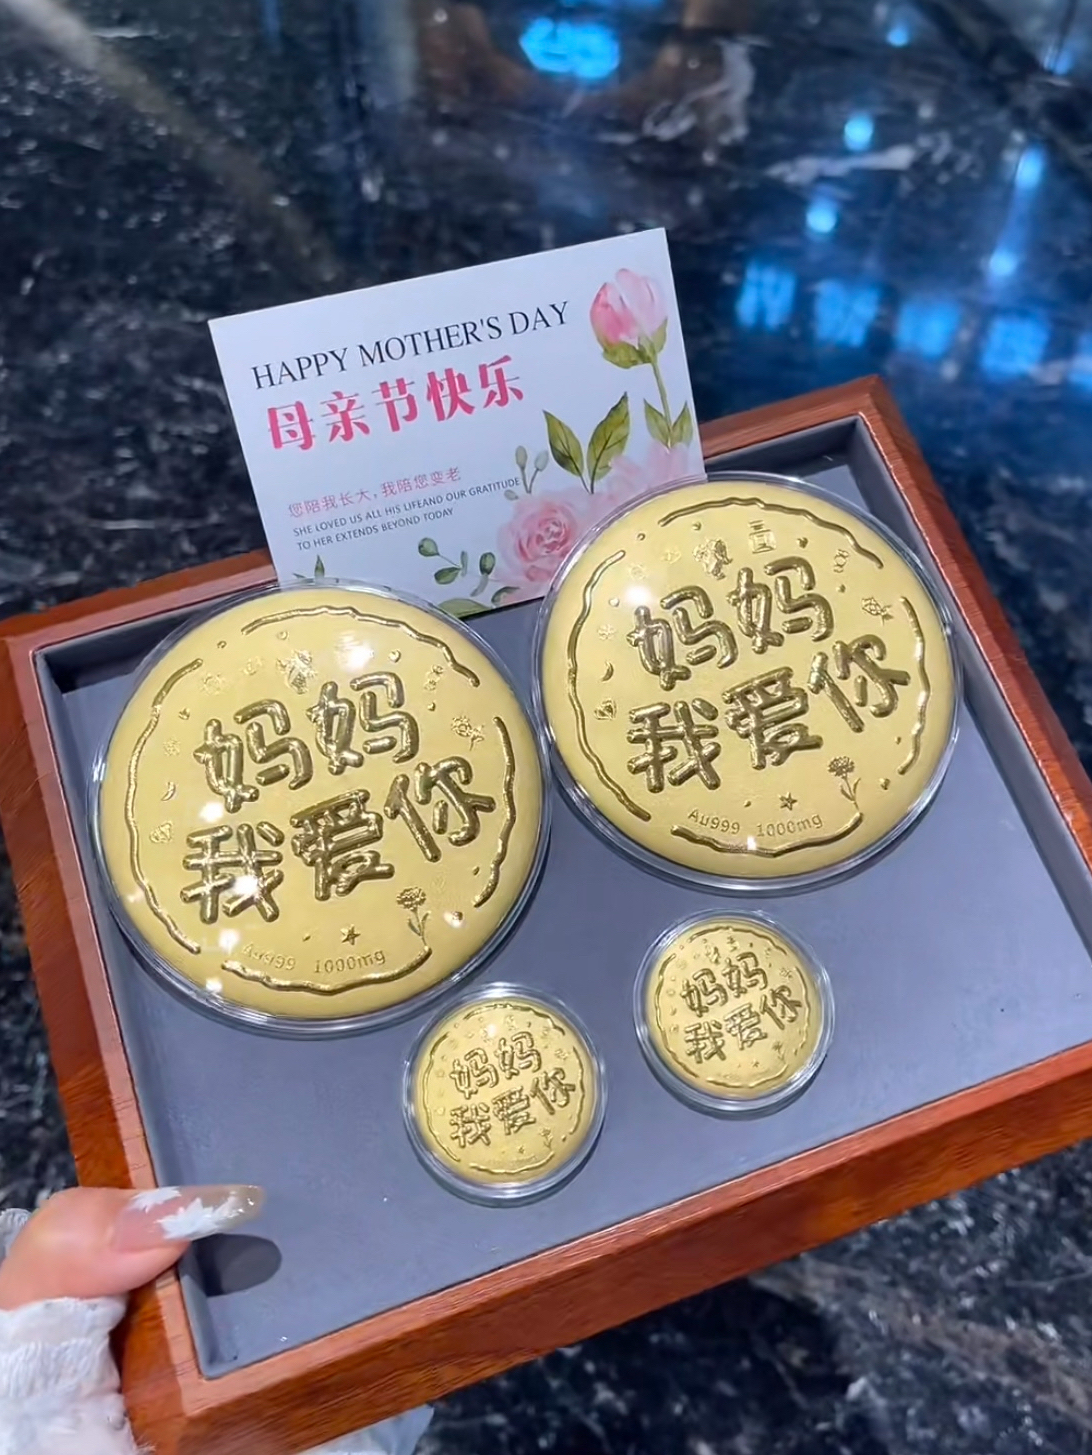 HAPPY MOTHER'S DAY
母亲节快乐
您陪我长大，我陪您变老
SHE LOVED US ALL HIS LIFEAND OUR GRATITUDE
TO HER EXTENDS BEYOND TODAY
妈妈
我爱你
Au999 1000mg
妈妈
我爱你
Au999 1000mg
妈妈
我爱你
妈妈
我爱你